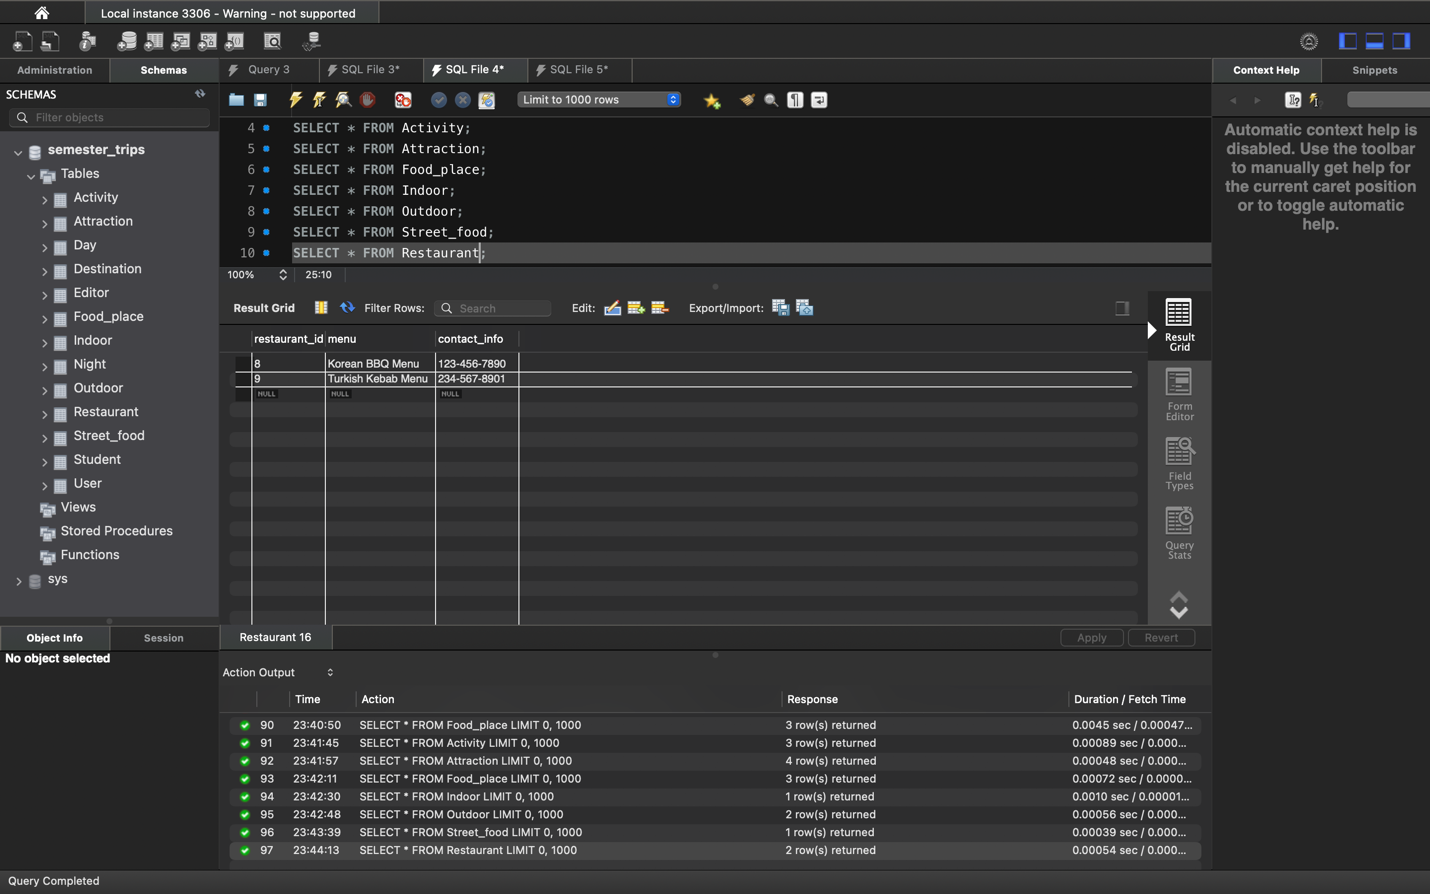 Local instance 3306 - Warning - not supported
Administration
Schemas
Query 3
SQL File 3*
SQL File 4*
SQL File 5*
Context Help
Snippets
SCHEMAS
Filter objects
semester_trips
Tables
Activity
Attraction
Day
Destination
Editor
Food_place
Indoor
Night
Outdoor
Restaurant
Street_food
Student
User
Views
Stored Procedures
Functions
sys
Object Info
Session
No object selected
Limit to 1000 rows
4 SELECT * FROM Activity;
5 SELECT * FROM Attraction;
6 SELECT * FROM Food_place;
7 SELECT * FROM Indoor;
8 SELECT * FROM Outdoor;
9 SELECT * FROM Street_food;
10 SELECT * FROM Restaurant;
100% 25:10
Result Grid Filter Rows: Search Edit: Export/Import:
restaurant_id menu contact_info
8 Korean BBQ Menu 123-456-7890
9 Turkish Kebab Menu 234-567-8901
NULL NULL NULL
Result
Grid
Form
Editor
Field
Types
Query
Stats
Restaurant 16
Apply
Revert
Action Output
Time Action Response Duration / Fetch Time
90 23:40:50 SELECT * FROM Food_place LIMIT 0, 1000 3 row(s) returned 0.0045 sec / 0.00047...
91 23:41:45 SELECT * FROM Activity LIMIT 0, 1000 3 row(s) returned 0.00089 sec / 0.000...
92 23:41:57 SELECT * FROM Attraction LIMIT 0, 1000 4 row(s) returned 0.00048 sec / 0.000...
93 23:42:11 SELECT * FROM Food_place LIMIT 0, 1000 3 row(s) returned 0.00072 sec / 0.0000...
94 23:42:30 SELECT * FROM Indoor LIMIT 0, 1000 1 row(s) returned 0.0010 sec / 0.00001...
95 23:42:48 SELECT * FROM Outdoor LIMIT 0, 1000 2 row(s) returned 0.00056 sec / 0.000...
96 23:43:39 SELECT * FROM Street_food LIMIT 0, 1000 1 row(s) returned 0.00039 sec / 0.000...
97 23:44:13 SELECT * FROM Restaurant LIMIT 0, 1000 2 row(s) returned 0.00054 sec / 0.000...
Automatic context help is
disabled. Use the toolbar
to manually get help for
the current caret position
or to toggle automatic
help.
Query Completed